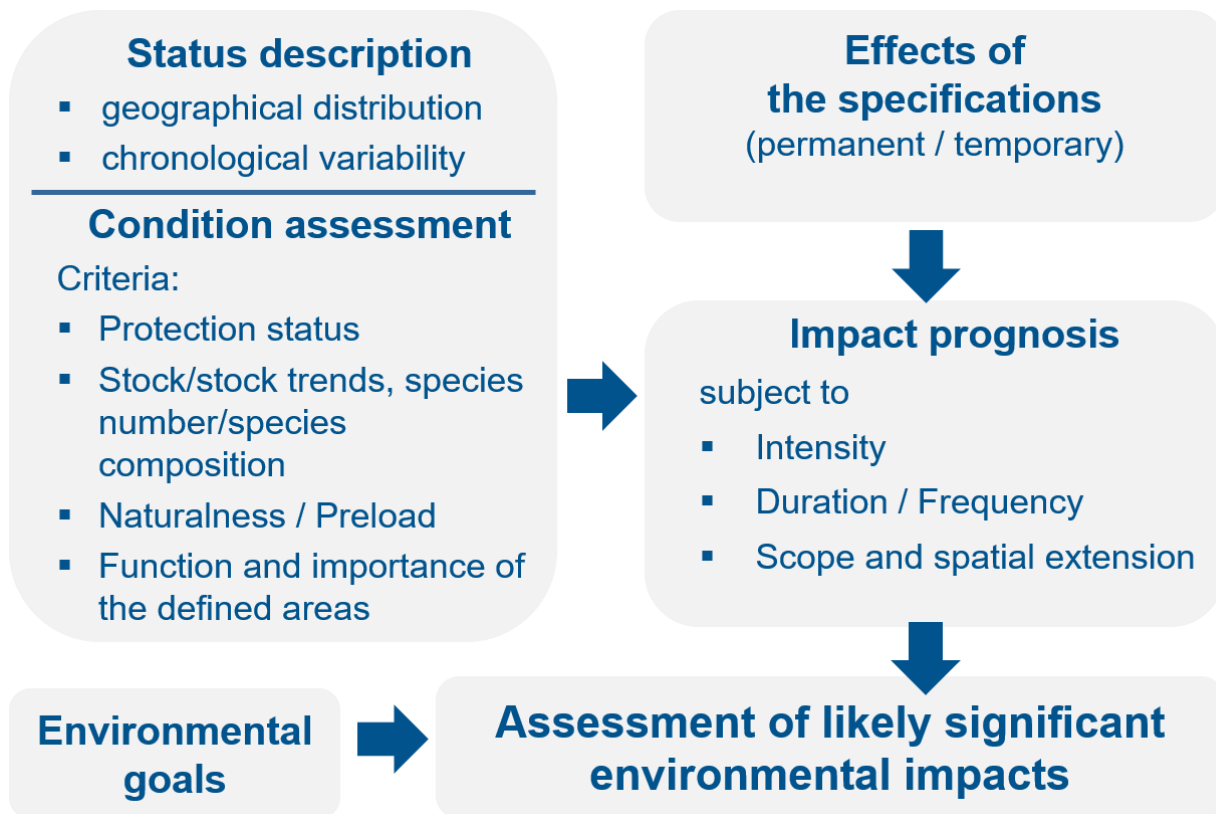 Status description
▪ geographical distribution
▪ chronological variability
Condition assessment
Criteria:
▪ Protection status
▪ Stock/stock trends, species
number/species
composition
▪ Naturalness / Preload
▪ Function and importance of
the defined areas
Effects of
the specifications
(permanent / temporary)
Impact prognosis
subject to
▪ Intensity
▪ Duration / Frequency
▪ Scope and spatial extension
Environmental
goals
Assessment of likely significant
environmental impacts